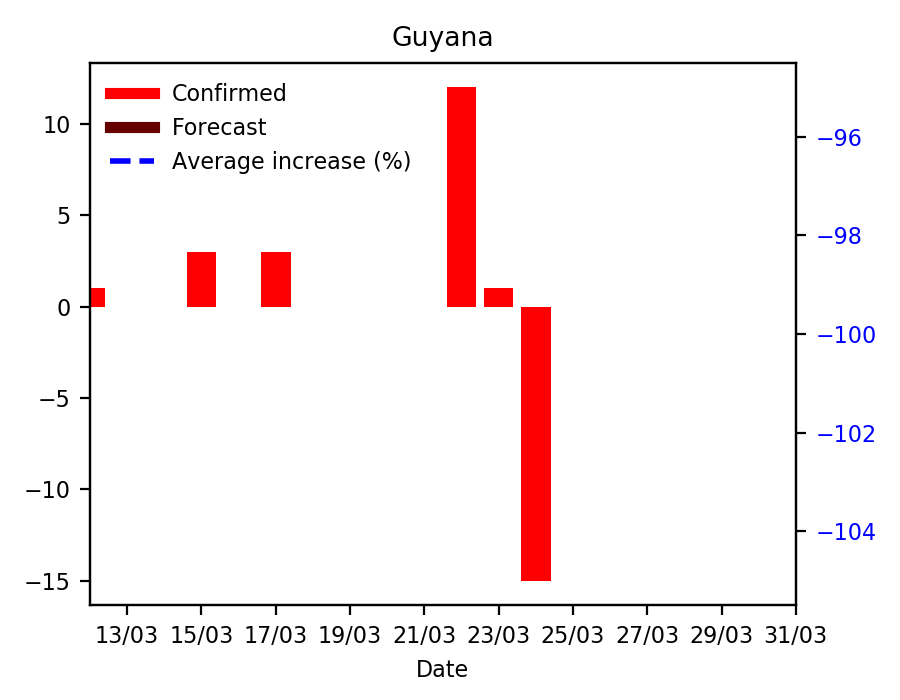 Guyana
Confirmed
Forecast
Average increase (%)
10
5
0
−5
−10
−15
−96
−98
−100
−102
−104
13/03 15/03 17/03 19/03 21/03 23/03 25/03 27/03 29/03 31/03
Date